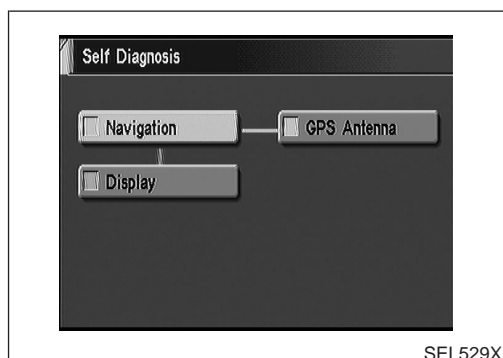 Self Diagnosis
Navigation
GPS Antenna
Display
SEL529X